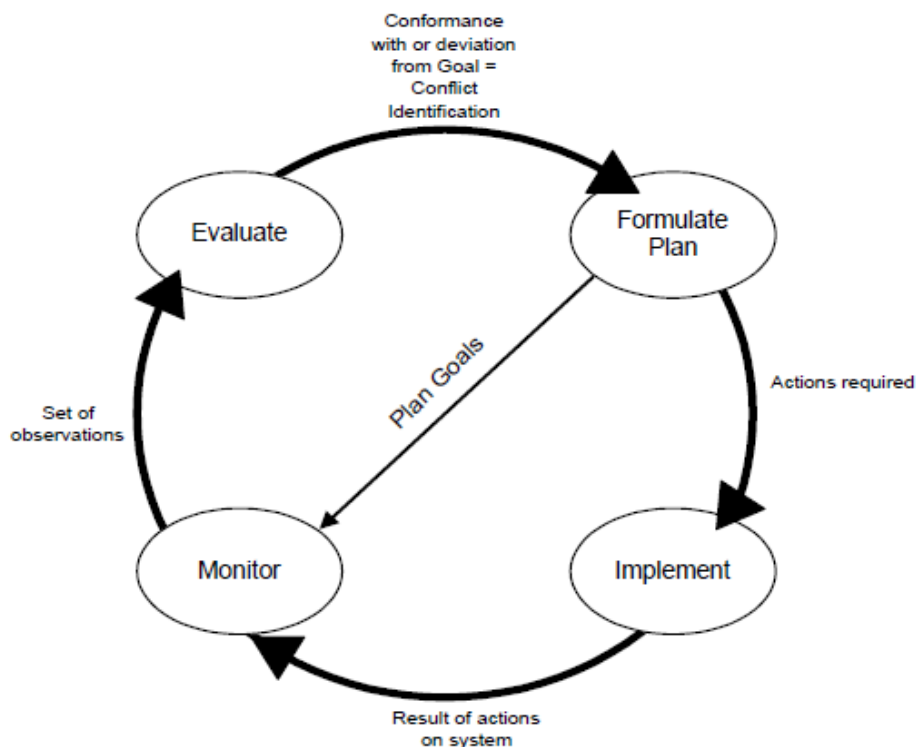 Conformance
with or deviation
from Goal =
Conflict
Identification
Evaluate
Formulate
Plan
Plan Goals
Actions required
Set of
observations
Monitor
Implement
Result of actions
on system